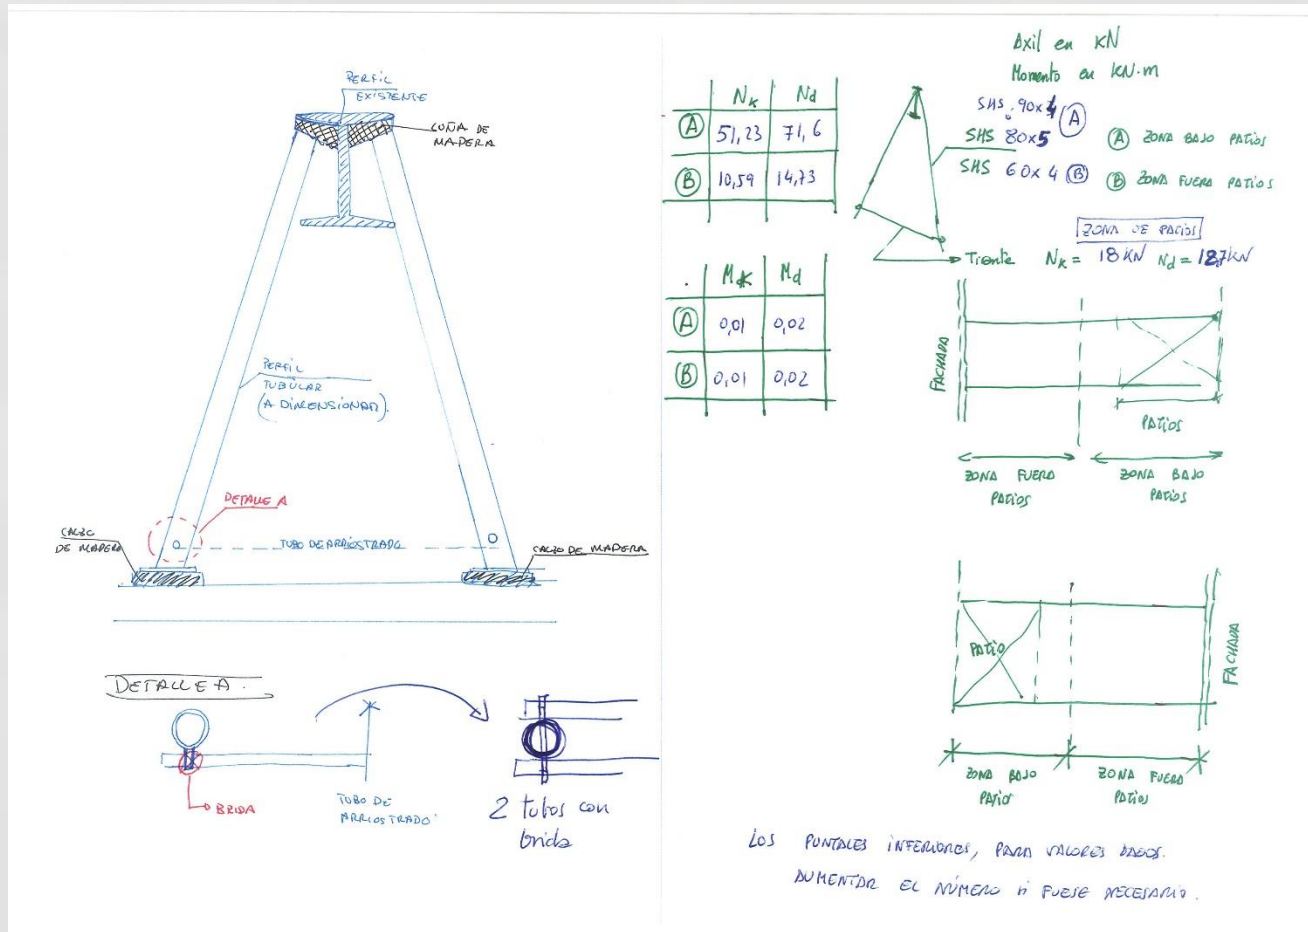 PERFIL
EXISTENTE
CUÑA DE
MADERA
PERFIL
TUBULAR
(A DIMENSIONAR).
DETALLE A
CALZO
DE MADERA
TUBO DE ARRIOSTRADO
CALZO DE MADERA
DETALLE A.
BRIDA
TUBO DE
ARRIOSTRADO
2 tubos con
brida
Axil en KN
Momento en KN·m
Nk Nd
A 51,23 71,6
B 10,59 14,73
SHS 90x4
SHS 80x5 A
SHS 60x4 B
A ZONA BAJO PATIOS
B ZONA FUERA PATIOS
ZONA DE PATIOS
Tirante Nk = 18 KN Nd = 18,7 KN
Mk Md
A 0,01 0,02
B 0,01 0,02
FACHADA
PATIOS
ZONA FUERA
PATIOS
ZONA BAJO
PATIOS
PATIO
FACHADA
ZONA BAJO
PATIO
ZONA FUERA
PATIOS
LOS PUNTALES INFERIORES, PARA VALORES DADOS.
AUMENTAR EL NÚMERO si FUESE NECESARIO.